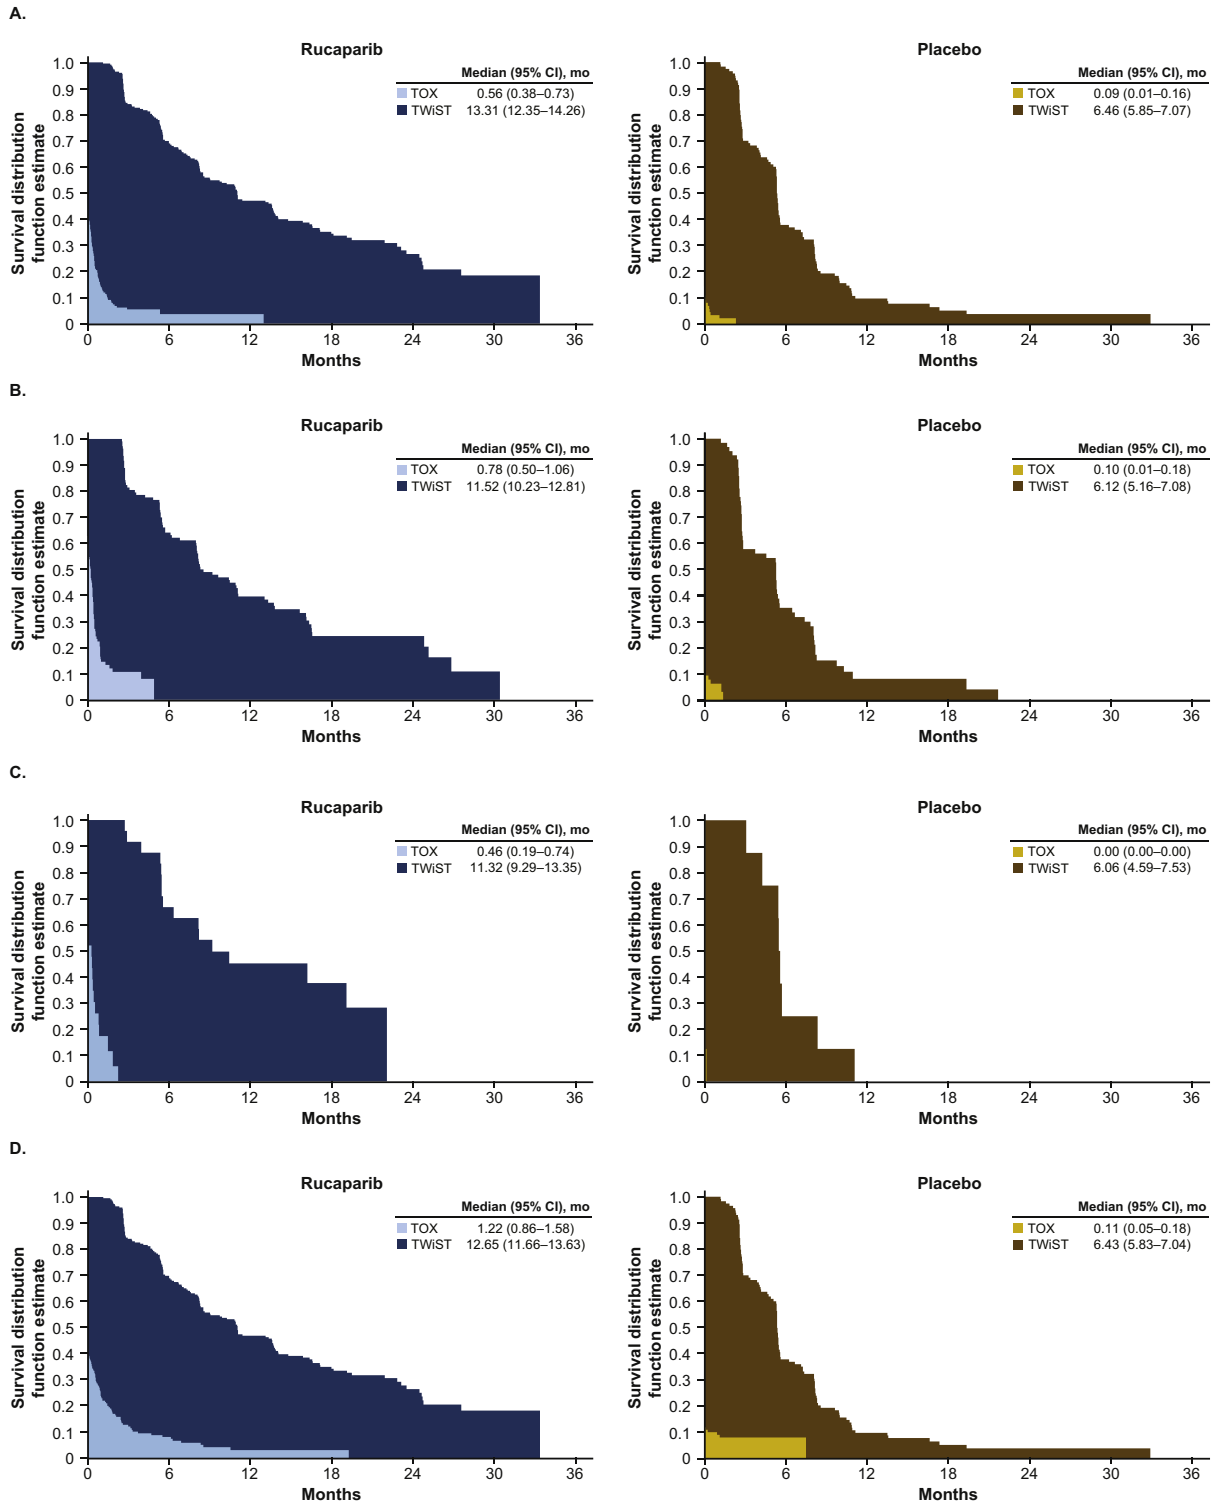 A.
Rucaparib
Median (95% CI), mo
TOX 0.56 (0.38–0.73)
TWiST 13.31 (12.35–14.26)
Survival distribution
function estimate
1.0
0.9
0.8
0.7
0.6
0.5
0.4
0.3
0.2
0.1
0
0 6 12 18 24 30 36
Months
Placebo
Median (95% CI), mo
TOX 0.09 (0.01–0.16)
TWiST 6.46 (5.85–7.07)
Survival distribution
function estimate
1.0
0.9
0.8
0.7
0.6
0.5
0.4
0.3
0.2
0.1
0
0 6 12 18 24 30 36
Months
B.
Rucaparib
Median (95% CI), mo
TOX 0.78 (0.50–1.06)
TWiST 11.52 (10.23–12.81)
Survival distribution
function estimate
1.0
0.9
0.8
0.7
0.6
0.5
0.4
0.3
0.2
0.1
0
0 6 12 18 24 30 36
Months
Placebo
Median (95% CI), mo
TOX 0.10 (0.01–0.18)
TWiST 6.12 (5.16–7.08)
Survival distribution
function estimate
1.0
0.9
0.8
0.7
0.6
0.5
0.4
0.3
0.2
0.1
0
0 6 12 18 24 30 36
Months
C.
Rucaparib
Median (95% CI), mo
TOX 0.46 (0.19–0.74)
TWiST 11.32 (9.29–13.35)
Survival distribution
function estimate
1.0
0.9
0.8
0.7
0.6
0.5
0.4
0.3
0.2
0.1
0
0 6 12 18 24 30 36
Months
Placebo
Median (95% CI), mo
TOX 0.00 (0.00–0.00)
TWiST 6.06 (4.59–7.53)
Survival distribution
function estimate
1.0
0.9
0.8
0.7
0.6
0.5
0.4
0.3
0.2
0.1
0
0 6 12 18 24 30 36
Months
D.
Rucaparib
Median (95% CI), mo
TOX 1.22 (0.86–1.58)
TWiST 12.65 (11.66–13.63)
Survival distribution
function estimate
1.0
0.9
0.8
0.7
0.6
0.5
0.4
0.3
0.2
0.1
0
0 6 12 18 24 30 36
Months
Placebo
Median (95% CI), mo
TOX 0.11 (0.05–0.18)
TWiST 6.43 (5.83–7.04)
Survival distribution
function estimate
1.0
0.9
0.8
0.7
0.6
0.5
0.4
0.3
0.2
0.1
0
0 6 12 18 24 30 36
Months